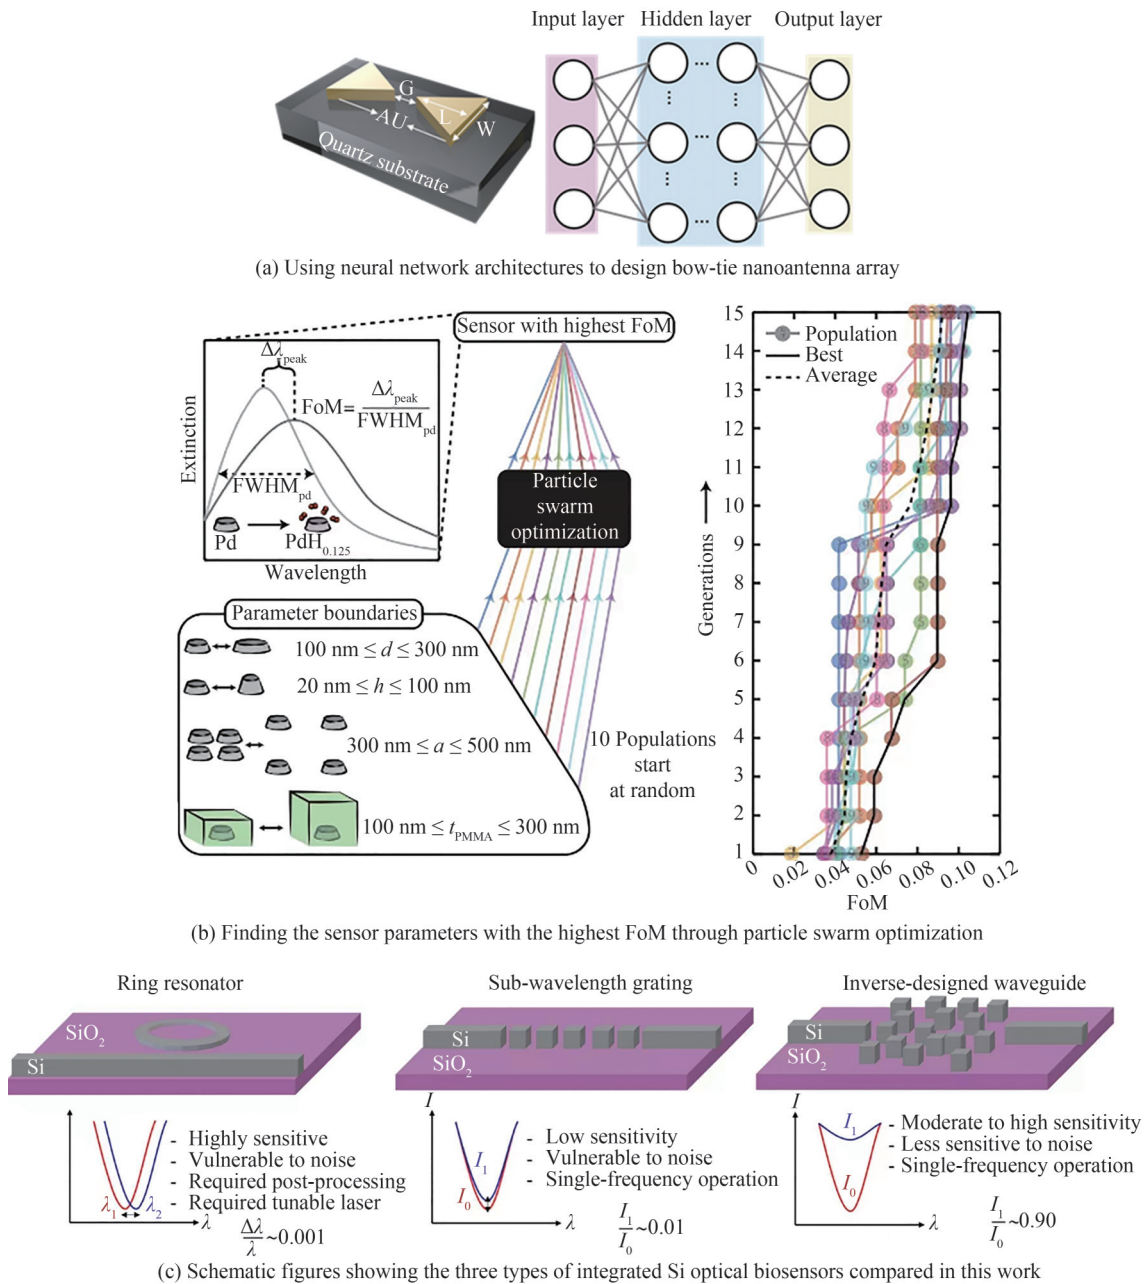 Input layer Hidden layer Output layer
G
L
AU
W
Quartz substrate
(a) Using neural network architectures to design bow-tie nanoantenna array
Sensor with highest FoM
Δλpeak
FoM = Δλpeak / FWHMpd
Extinction
FWHMpd
Pd
PdH0.125
Wavelength
Particle
swarm
optimization
Parameter boundaries
100 nm ≤ d ≤ 300 nm
20 nm ≤ h ≤ 100 nm
300 nm ≤ a ≤ 500 nm
100 nm ≤ tPMMA ≤ 300 nm
10 Populations
start
at random
Population
Best
Average
Generations
15
14
13
12
11
10
9
8
7
6
5
4
3
2
1
0 0.02 0.04 0.06 0.08 0.10 0.12
FoM
(b) Finding the sensor parameters with the highest FoM through particle swarm optimization
Ring resonator
SiO2
Si
λ1 λ2
λ
- Highly sensitive
- Vulnerable to noise
- Required post-processing
- Required tunable laser
Δλ/λ ~0.001
Sub-wavelength grating
Si
SiO2
I
I1
I0
λ
- Low sensitivity
- Vulnerable to noise
- Single-frequency operation
I1/I0 ~0.01
Inverse-designed waveguide
Si
SiO2
I
I1
I0
λ
- Moderate to high sensitivity
- Less sensitive to noise
- Single-frequency operation
I1/I0 ~0.90
(c) Schematic figures showing the three types of integrated Si optical biosensors compared in this work